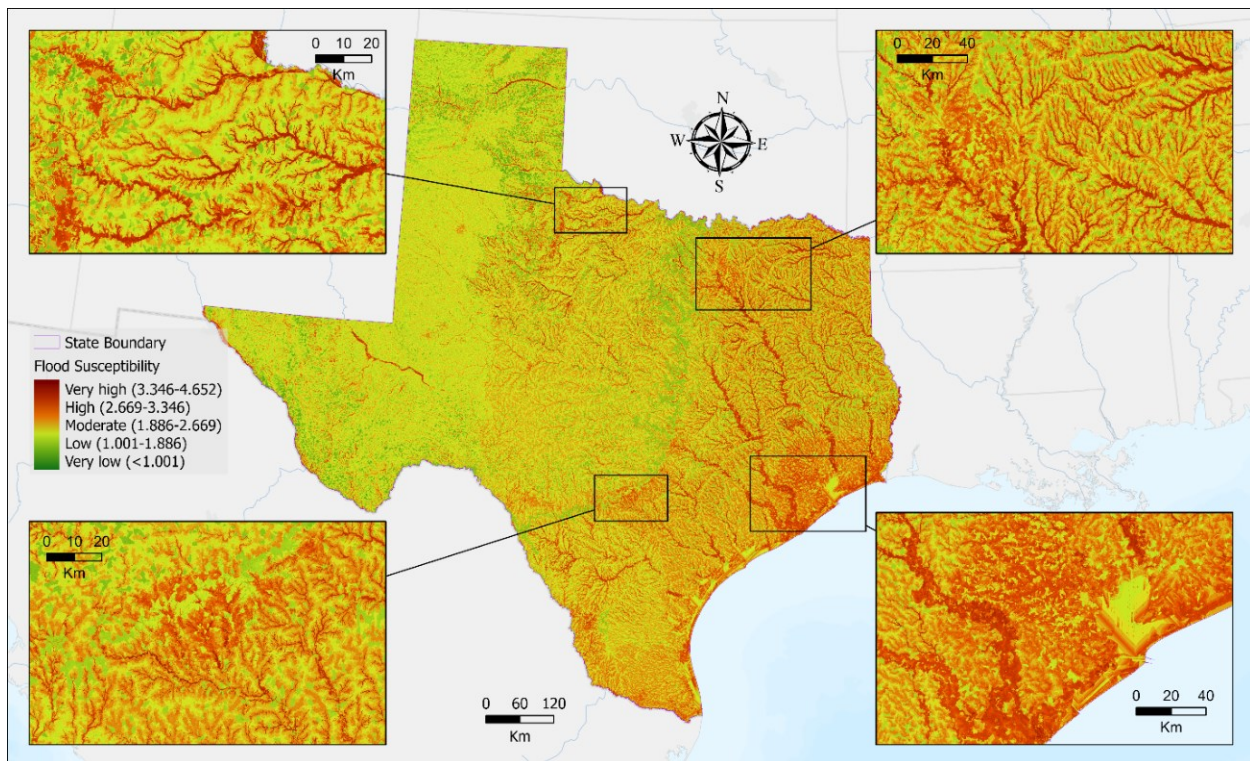 0 10 20
Km
0 20 40
Km
N
W E
S
State Boundary
Flood Susceptibility
Very high (3.346-4.652)
High (2.669-3.346)
Moderate (1.886-2.669)
Low (1.001-1.886)
Very low (<1.001)
0 10 20
Km
0 60 120
Km
0 20 40
Km